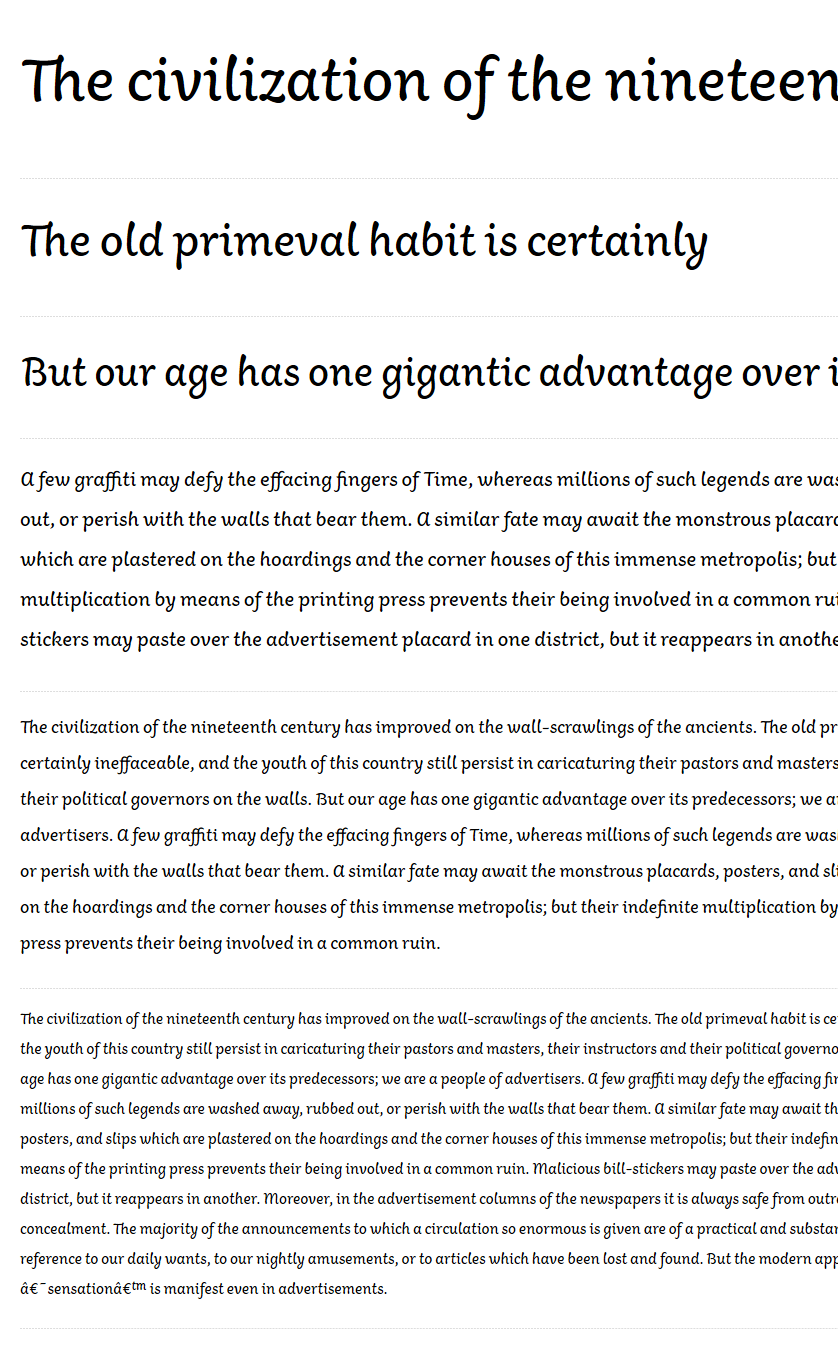 The civilization of the nineteen
The old primeval habit is certainly
But our age has one gigantic advantage over i
A few graffiti may defy the effacing fingers of Time, whereas millions of such legends are was
out, or perish with the walls that bear them. A similar fate may await the monstrous placard
which are plastered on the hoardings and the corner houses of this immense metropolis; but
multiplication by means of the printing press prevents their being involved in a common rui
stickers may paste over the advertisement placard in one district, but it reappears in anothe
The civilization of the nineteenth century has improved on the wall-scrawlings of the ancients. The old pr
certainly ineffaceable, and the youth of this country still persist in caricaturing their pastors and masters
their political governors on the walls. But our age has one gigantic advantage over its predecessors; we a
advertisers. A few graffiti may defy the effacing fingers of Time, whereas millions of such legends are was
or perish with the walls that bear them. A similar fate may await the monstrous placards, posters, and sli
on the hoardings and the corner houses of this immense metropolis; but their indefinite multiplication by
press prevents their being involved in a common ruin.
The civilization of the nineteenth century has improved on the wall-scrawlings of the ancients. The old primeval habit is ce
the youth of this country still persist in caricaturing their pastors and masters, their instructors and their political governo
age has one gigantic advantage over its predecessors; we are a people of advertisers. A few graffiti may defy the effacing fin
millions of such legends are washed away, rubbed out, or perish with the walls that bear them. A similar fate may await th
posters, and slips which are plastered on the hoardings and the corner houses of this immense metropolis; but their indefin
means of the printing press prevents their being involved in a common ruin. Malicious bill-stickers may paste over the adv
district, but it reappears in another. Moreover, in the advertisement columns of the newspapers it is always safe from outr
concealment. The majority of the announcements to which a circulation so enormous is given are of a practical and substan
reference to our daily wants, to our nightly amusements, or to articles which have been lost and found. But the modern app
â€˜sensationâ€™ is manifest even in advertisements.